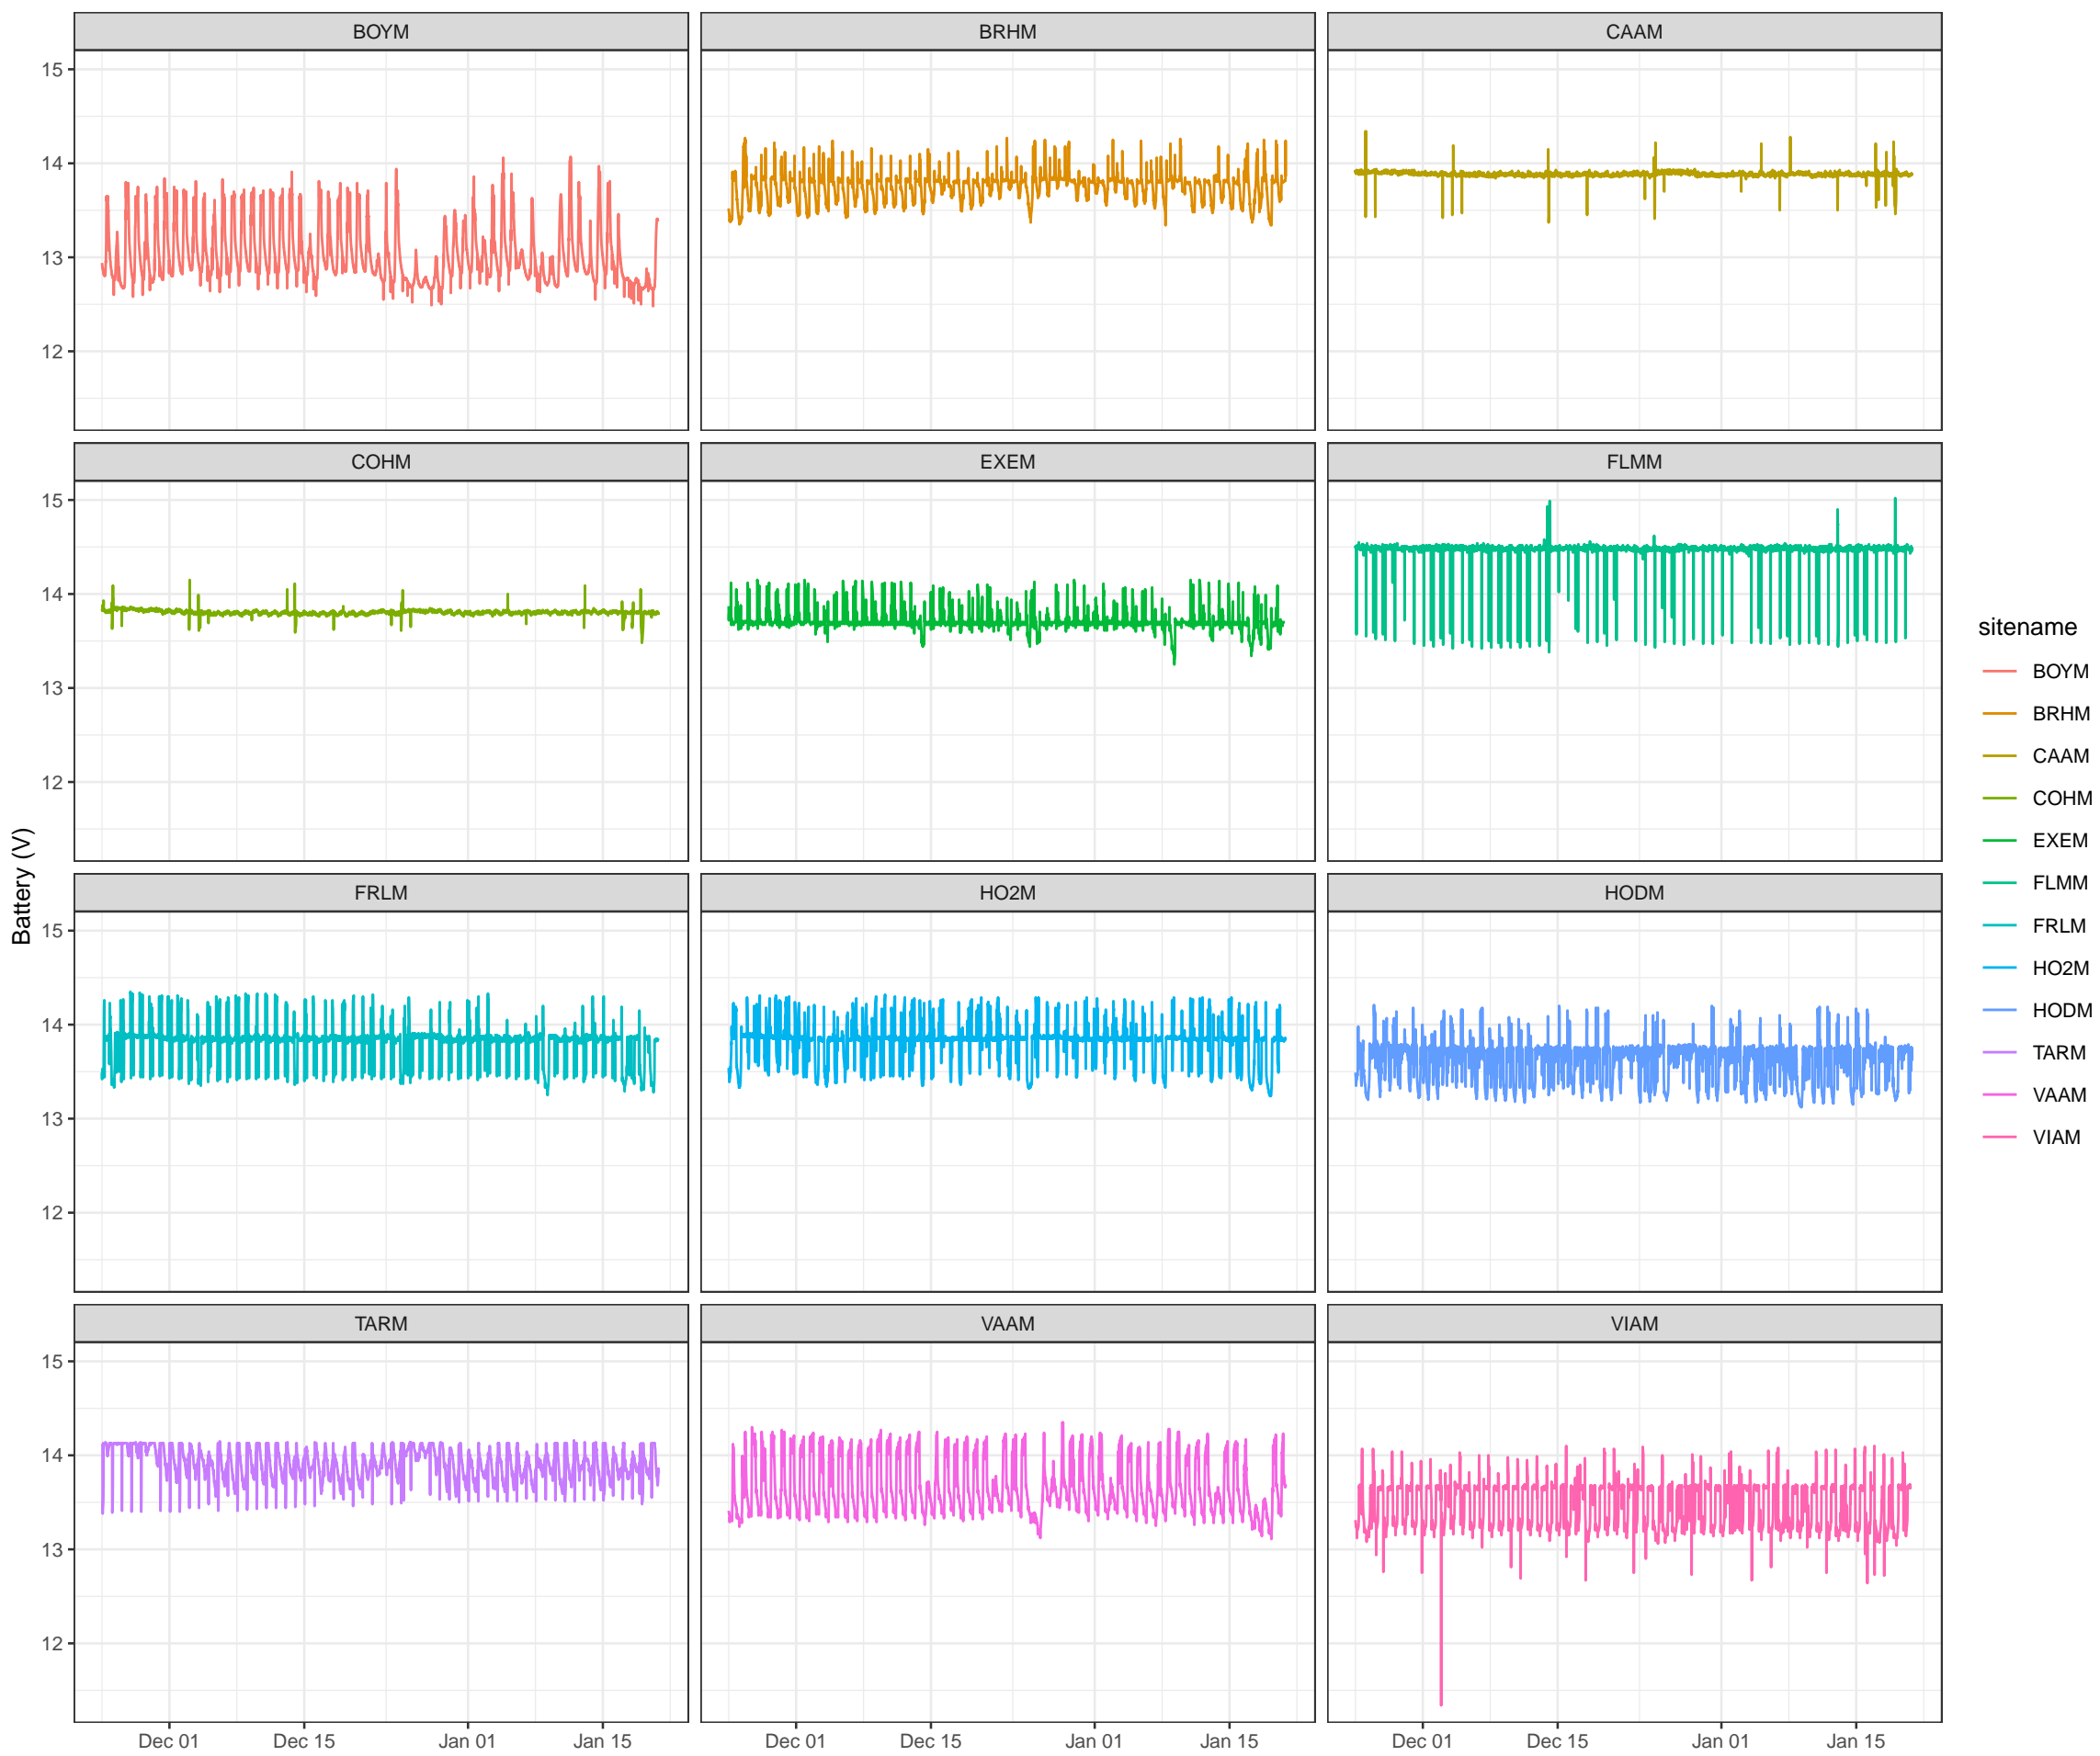 BOYM BRHM CAAM
15
14
13
12
COHM EXEM FLMM
15
14
13
12
FRLM HO2M HODM
15
14
13
12
TARM VAAM VIAM
15
14
13
12
Dec 01 Dec 15 Jan 01 Jan 15 Dec 01 Dec 15 Jan 01 Jan 15 Dec 01 Dec 15 Jan 01 Jan 15
Battery (V)
sitename
BOYM
BRHM
CAAM
COHM
EXEM
FLMM
FRLM
HO2M
HODM
TARM
VAAM
VIAM